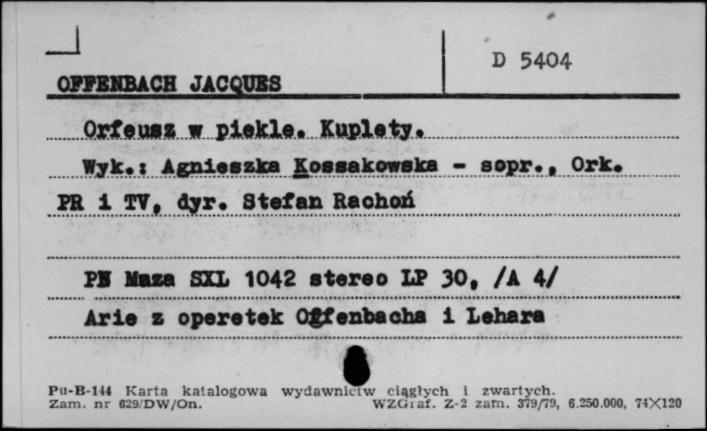 D 5404
OFFENBACH JACQUES
Orfeusz w piekle. Kuplety.
Wyk.: Agnieszka Kossakowska - sopr., Ork.
PR i TV, dyr. Stefan Rachoń
PN Muza SXL 1042 stereo LP 30, /A 4/
Arie z operetek Offenbacha i Lehara
Pu-B-144 Karta katalogowa wydawnictw ciągłych i zwartych.
Zam. nr 629/DW/On. WZGraf. Z-2 zam. 379/79, 6.250.000, 74×120